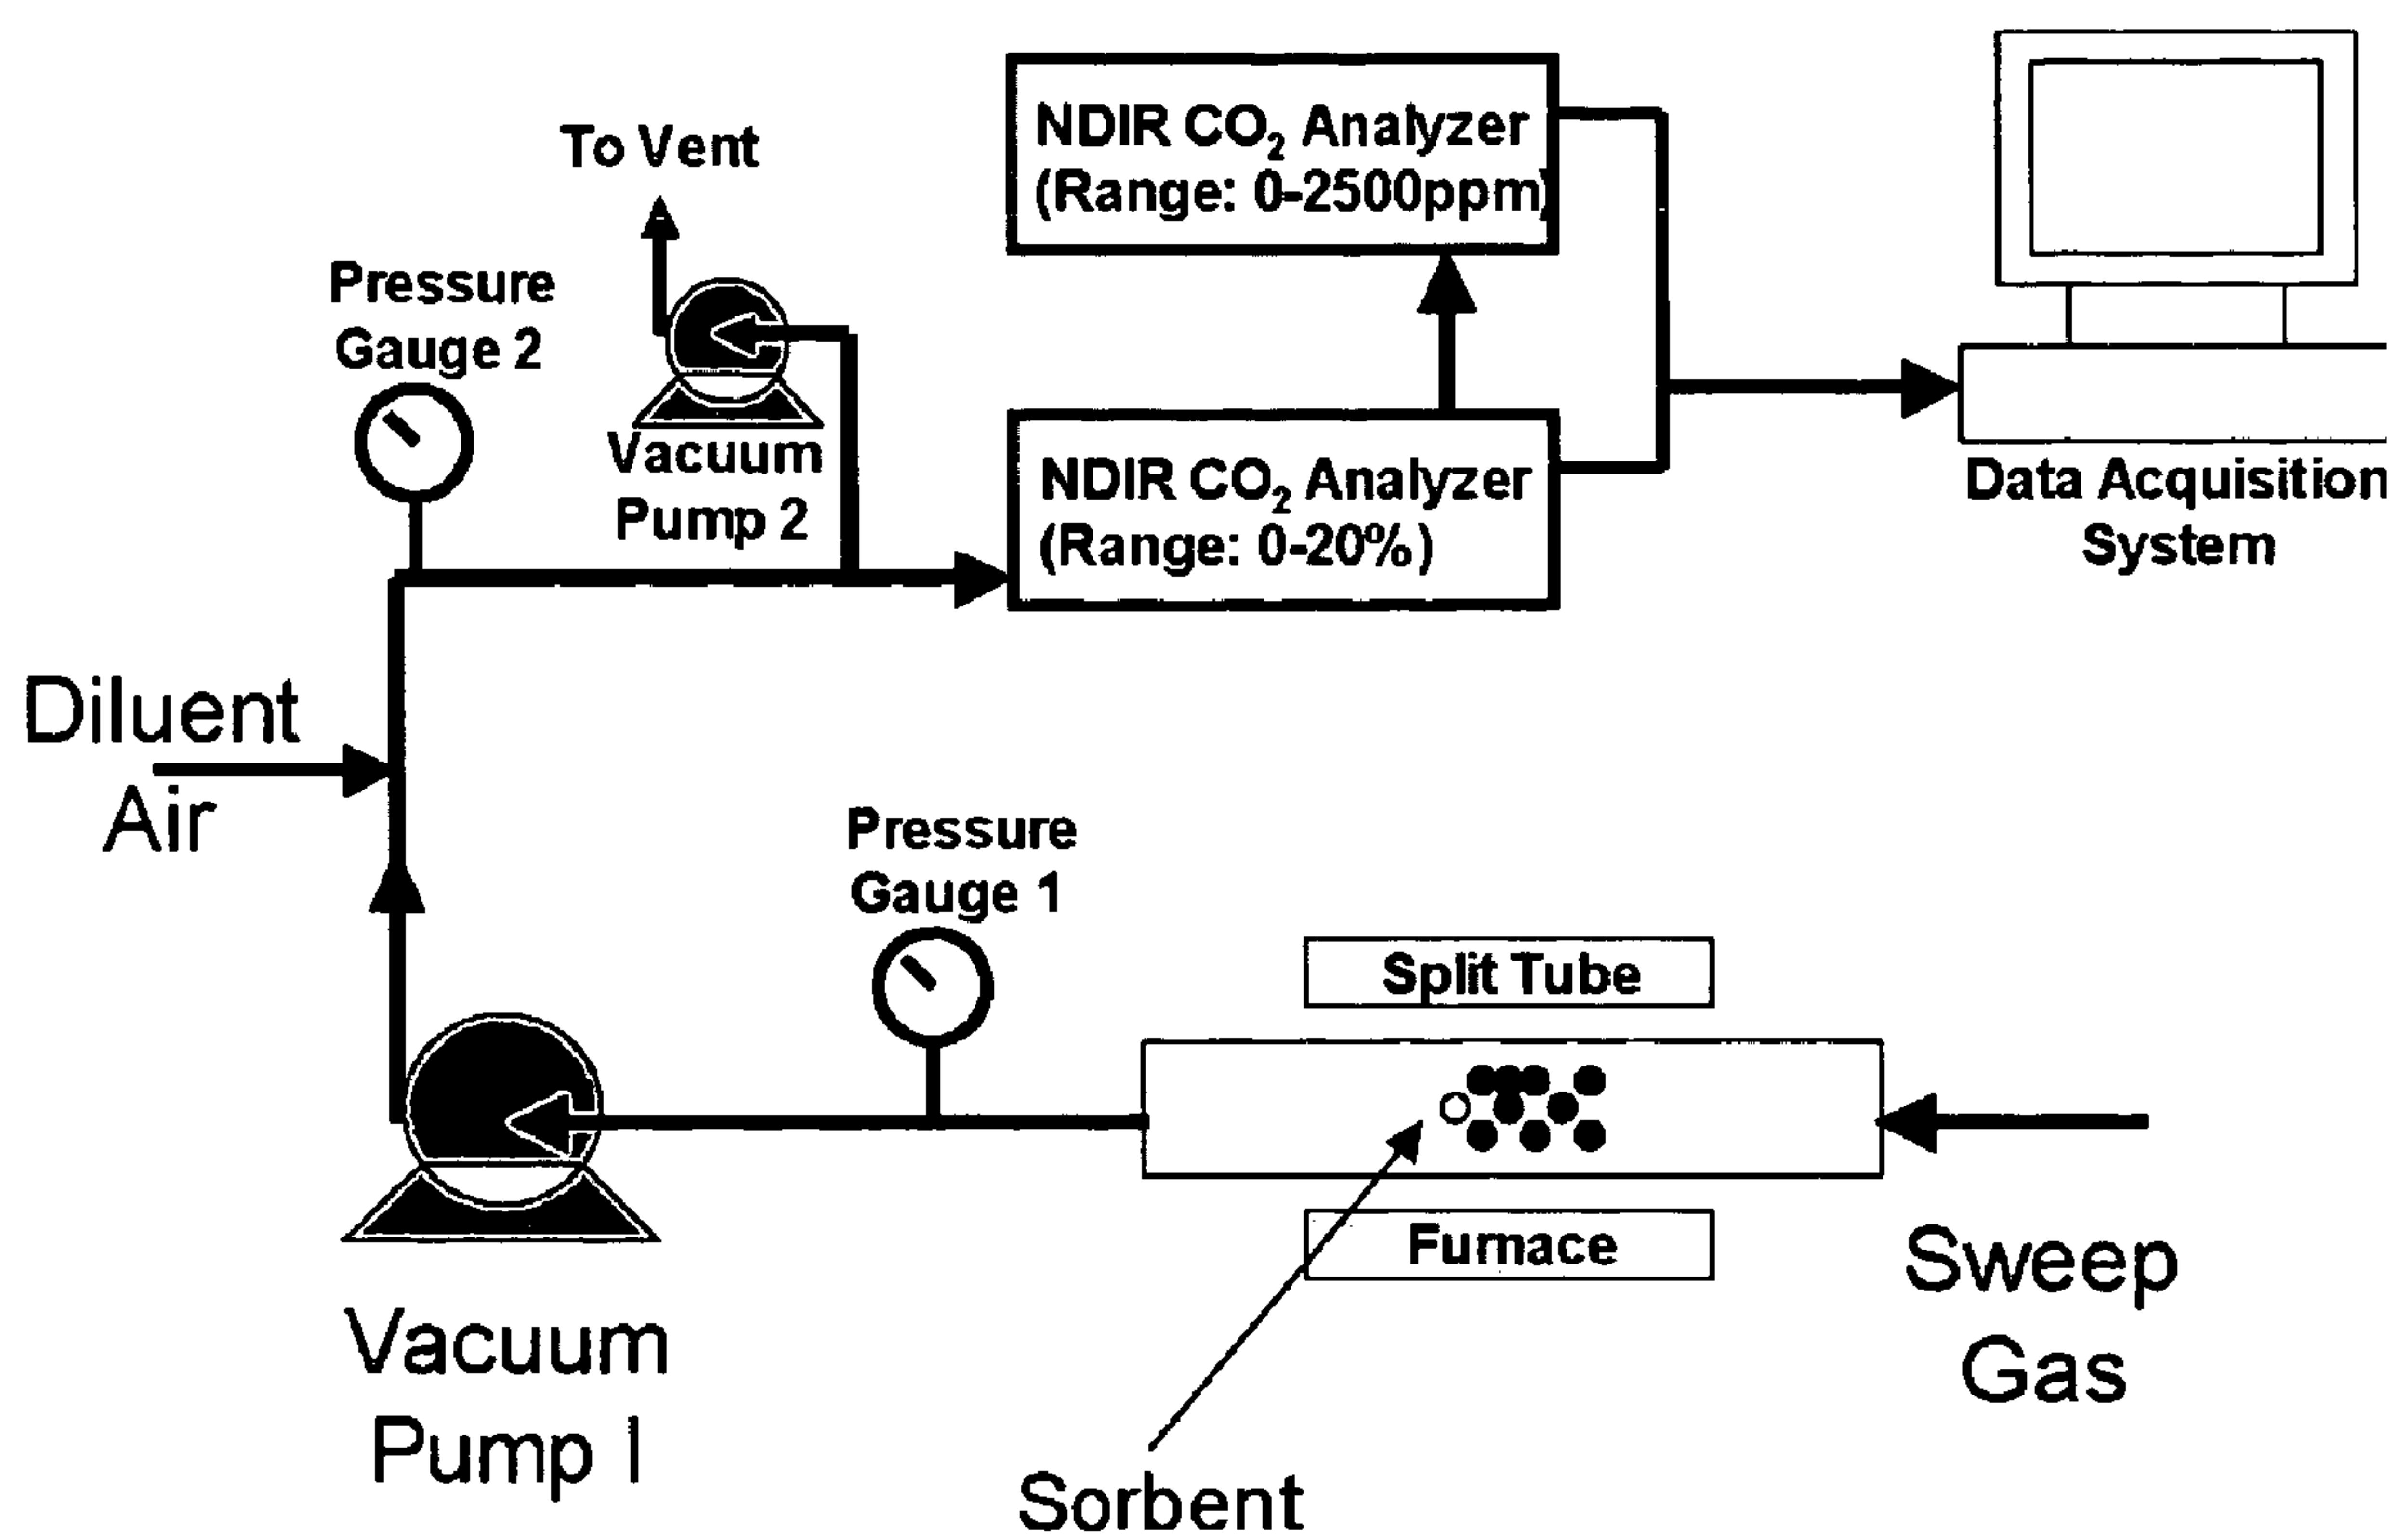 To Vent
NDIR CO₂ Analyzer
(Range: 0-2500ppm)
Pressure
Gauge 2
Vacuum
Pump 2
NDIR CO₂ Analyzer
(Range: 0-20%)
Data Acquisition
System
Diluent
Air
Pressure
Gauge 1
Split Tube
Furnace
Sweep
Gas
Vacuum
Pump 1
Sorbent